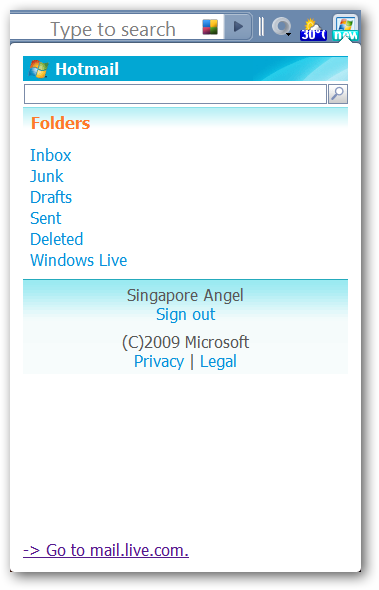 Type to search
30°C
new
Hotmail
Folders
Inbox
Junk
Drafts
Sent
Deleted
Windows Live
Singapore Angel
Sign out
(C)2009 Microsoft
Privacy | Legal
-> Go to mail.live.com.